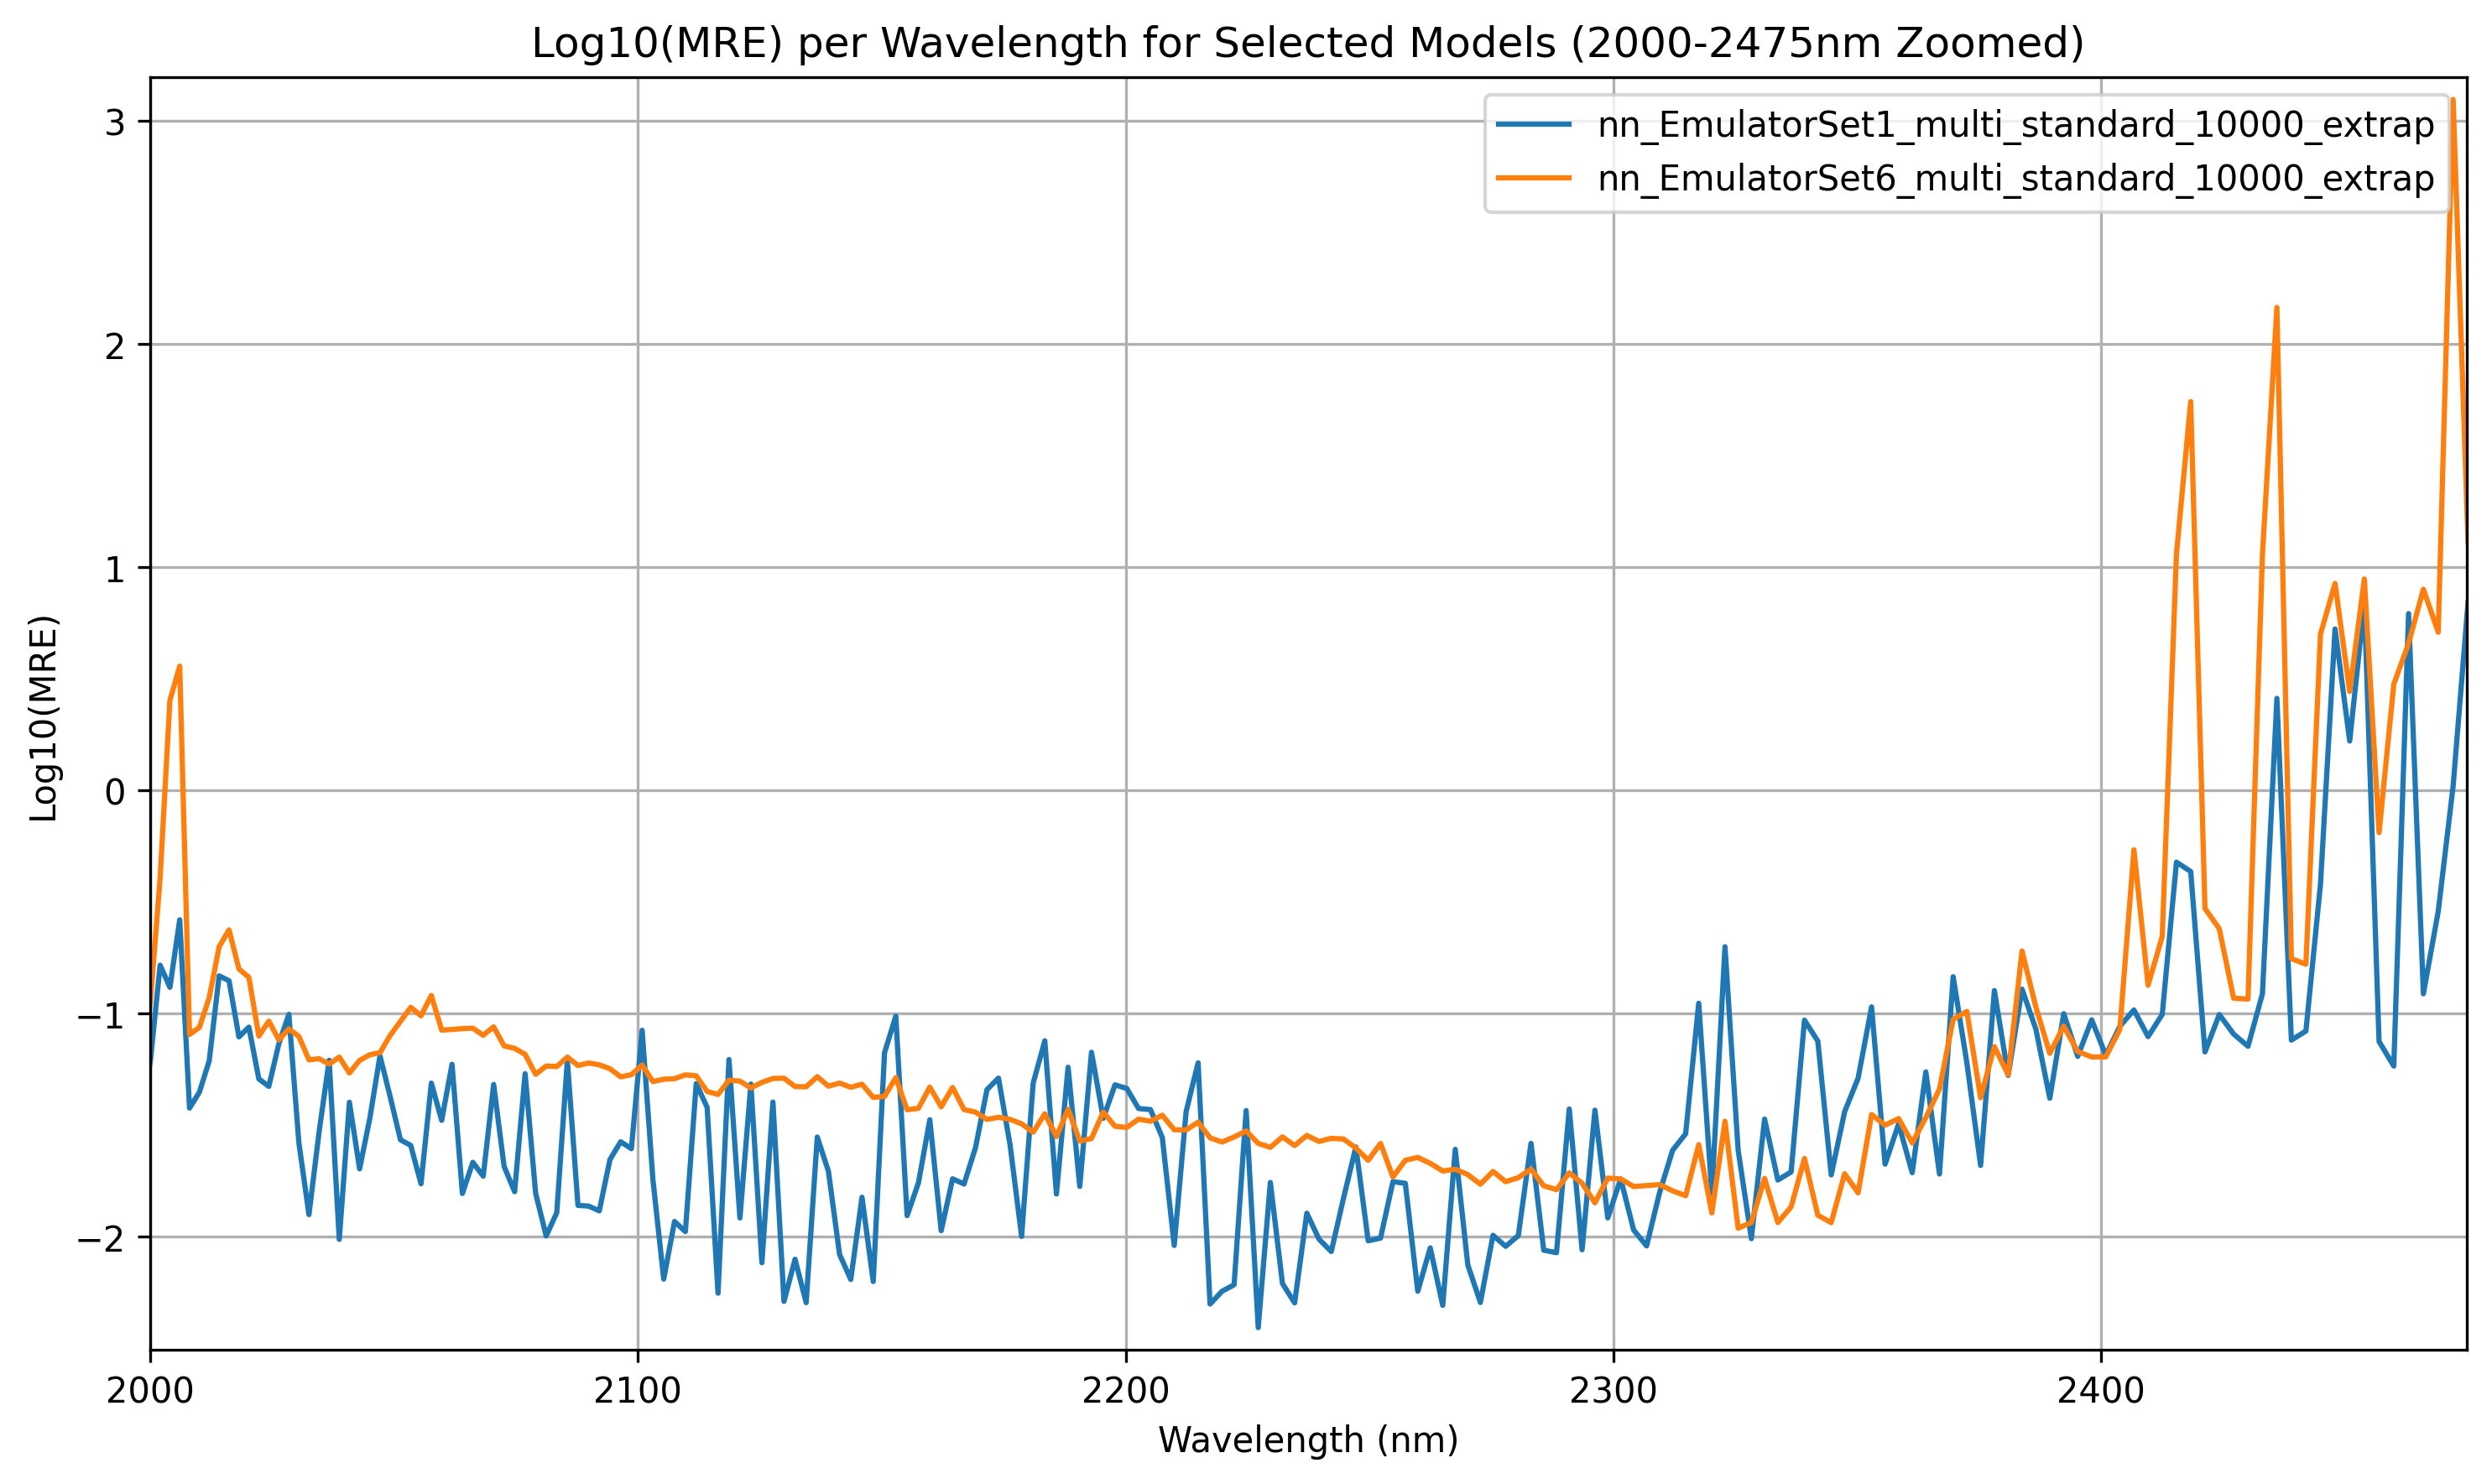 Log10(MRE) per Wavelength for Selected Models (2000-2475nm Zoomed)
nn_EmulatorSet1_multi_standard_10000_extrap
nn_EmulatorSet6_multi_standard_10000_extrap
3
2
1
0
−1
−2
Log10(MRE)
2000 2100 2200 2300 2400
Wavelength (nm)